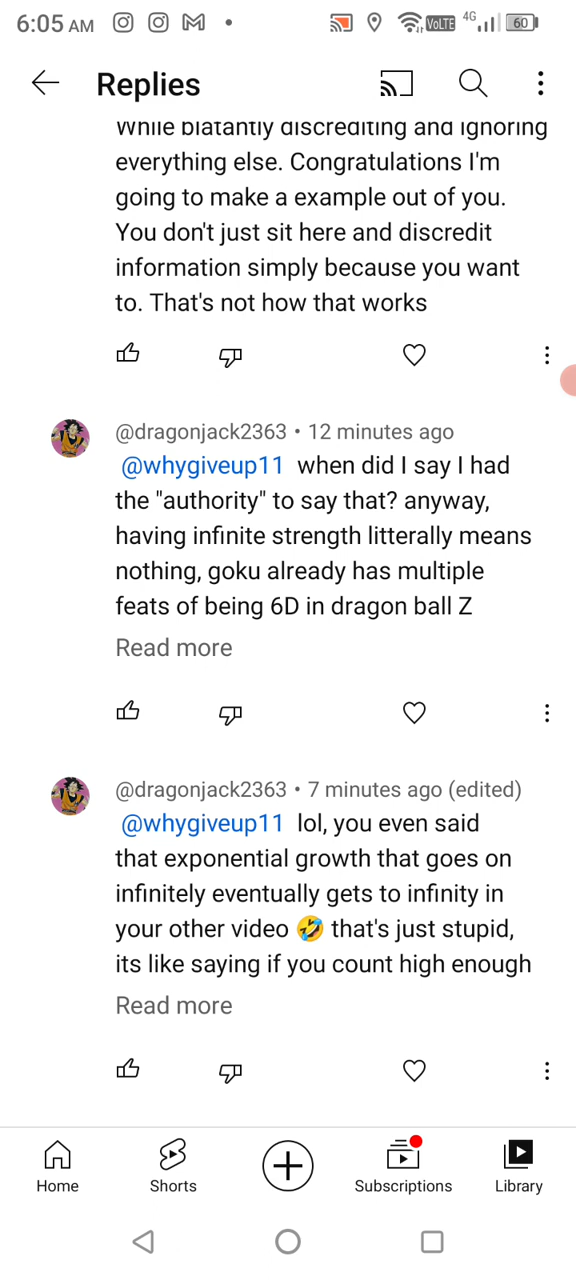 6:05 AM
VoLTE
4G
60
Replies
While blatantly discrediting and ignoring
everything else. Congratulations I'm
going to make a example out of you.
You don't just sit here and discredit
information simply because you want
to. That's not how that works
@dragonjack2363 • 12 minutes ago
@whygiveup11 when did I say I had
the "authority" to say that? anyway,
having infinite strength litterally means
nothing, goku already has multiple
feats of being 6D in dragon ball Z
Read more
@dragonjack2363 • 7 minutes ago (edited)
@whygiveup11 lol, you even said
that exponential growth that goes on
infinitely eventually gets to infinity in
your other video 🤣 that's just stupid,
its like saying if you count high enough
Read more
Home
Shorts
Subscriptions
Library